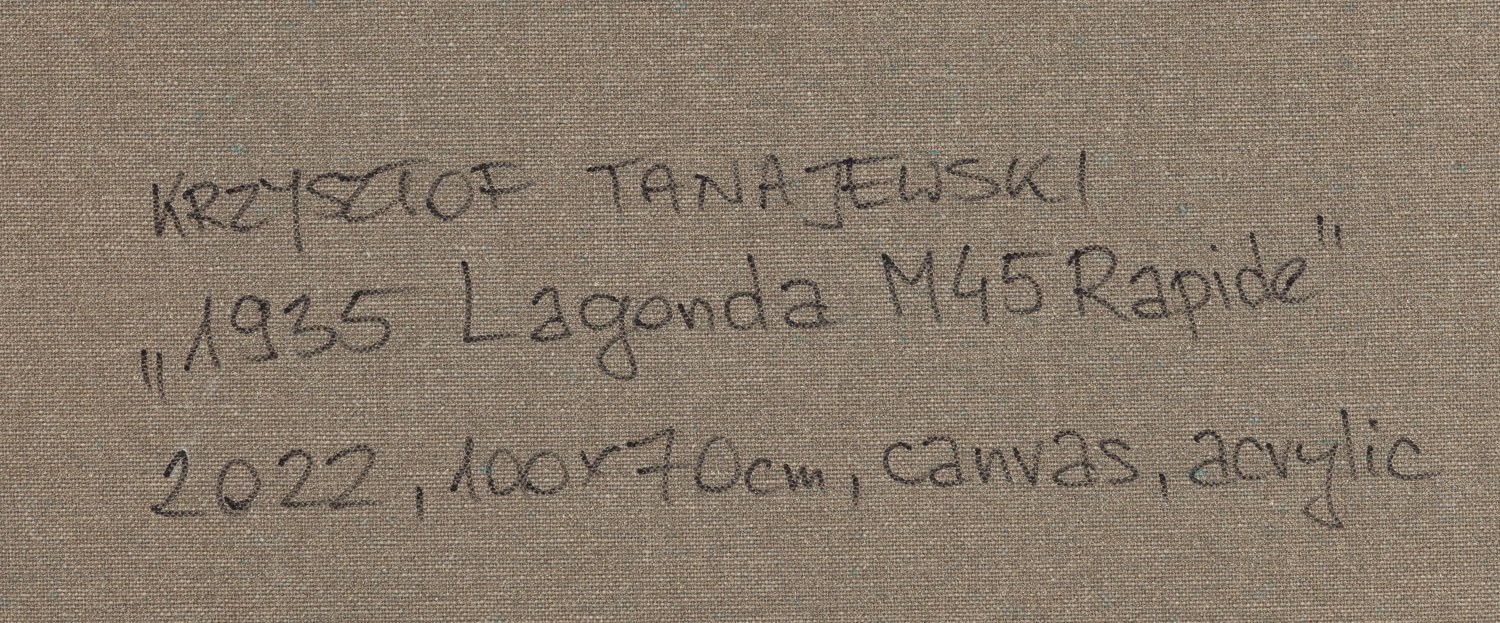 KRZYSZTOF TANAJEWSKI
„1935 Lagonda M45 Rapide"
2022, 100x70cm, canvas, acrylic